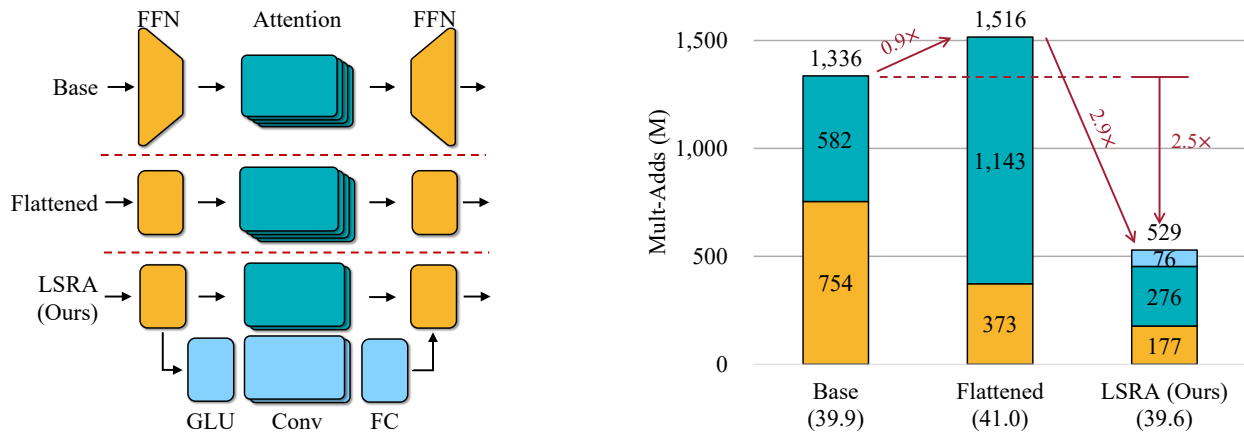 FFN Attention FFN
Base
Flattened
LSRA
(Ours)
GLU Conv FC
Mult-Adds (M)
1,500
1,000
500
0
1,336
582
754
0.9×
1,516
1,143
373
2.9×
2.5×
529
76
276
177
Base Flattened LSRA (Ours)
(39.9) (41.0) (39.6)